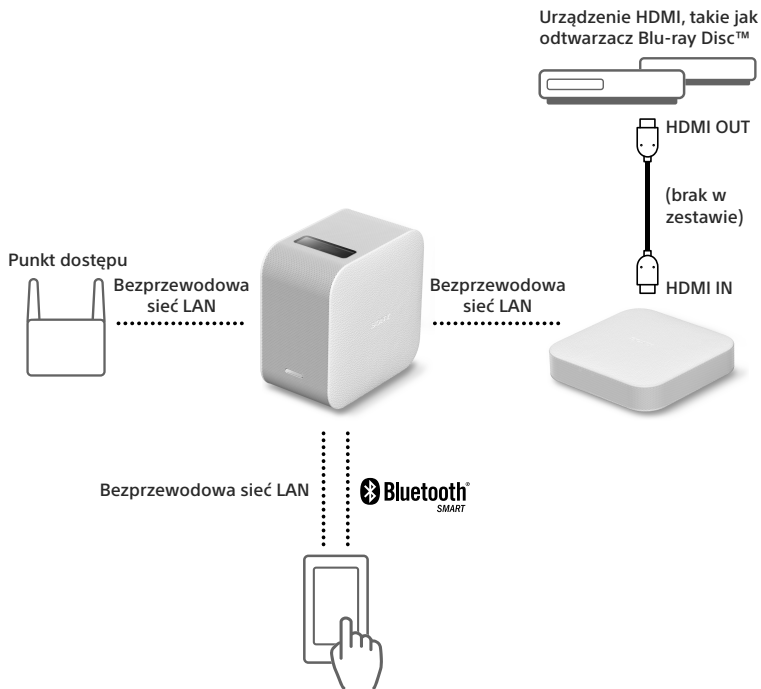 Urządzenie HDMI, takie jak
odtwarzacz Blu-ray Disc™
HDMI OUT
(brak w
zestawie)
HDMI IN
Punkt dostępu
Bezprzewodowa
sieć LAN
Bezprzewodowa
sieć LAN
Bezprzewodowa sieć LAN
Bluetooth®
SMART